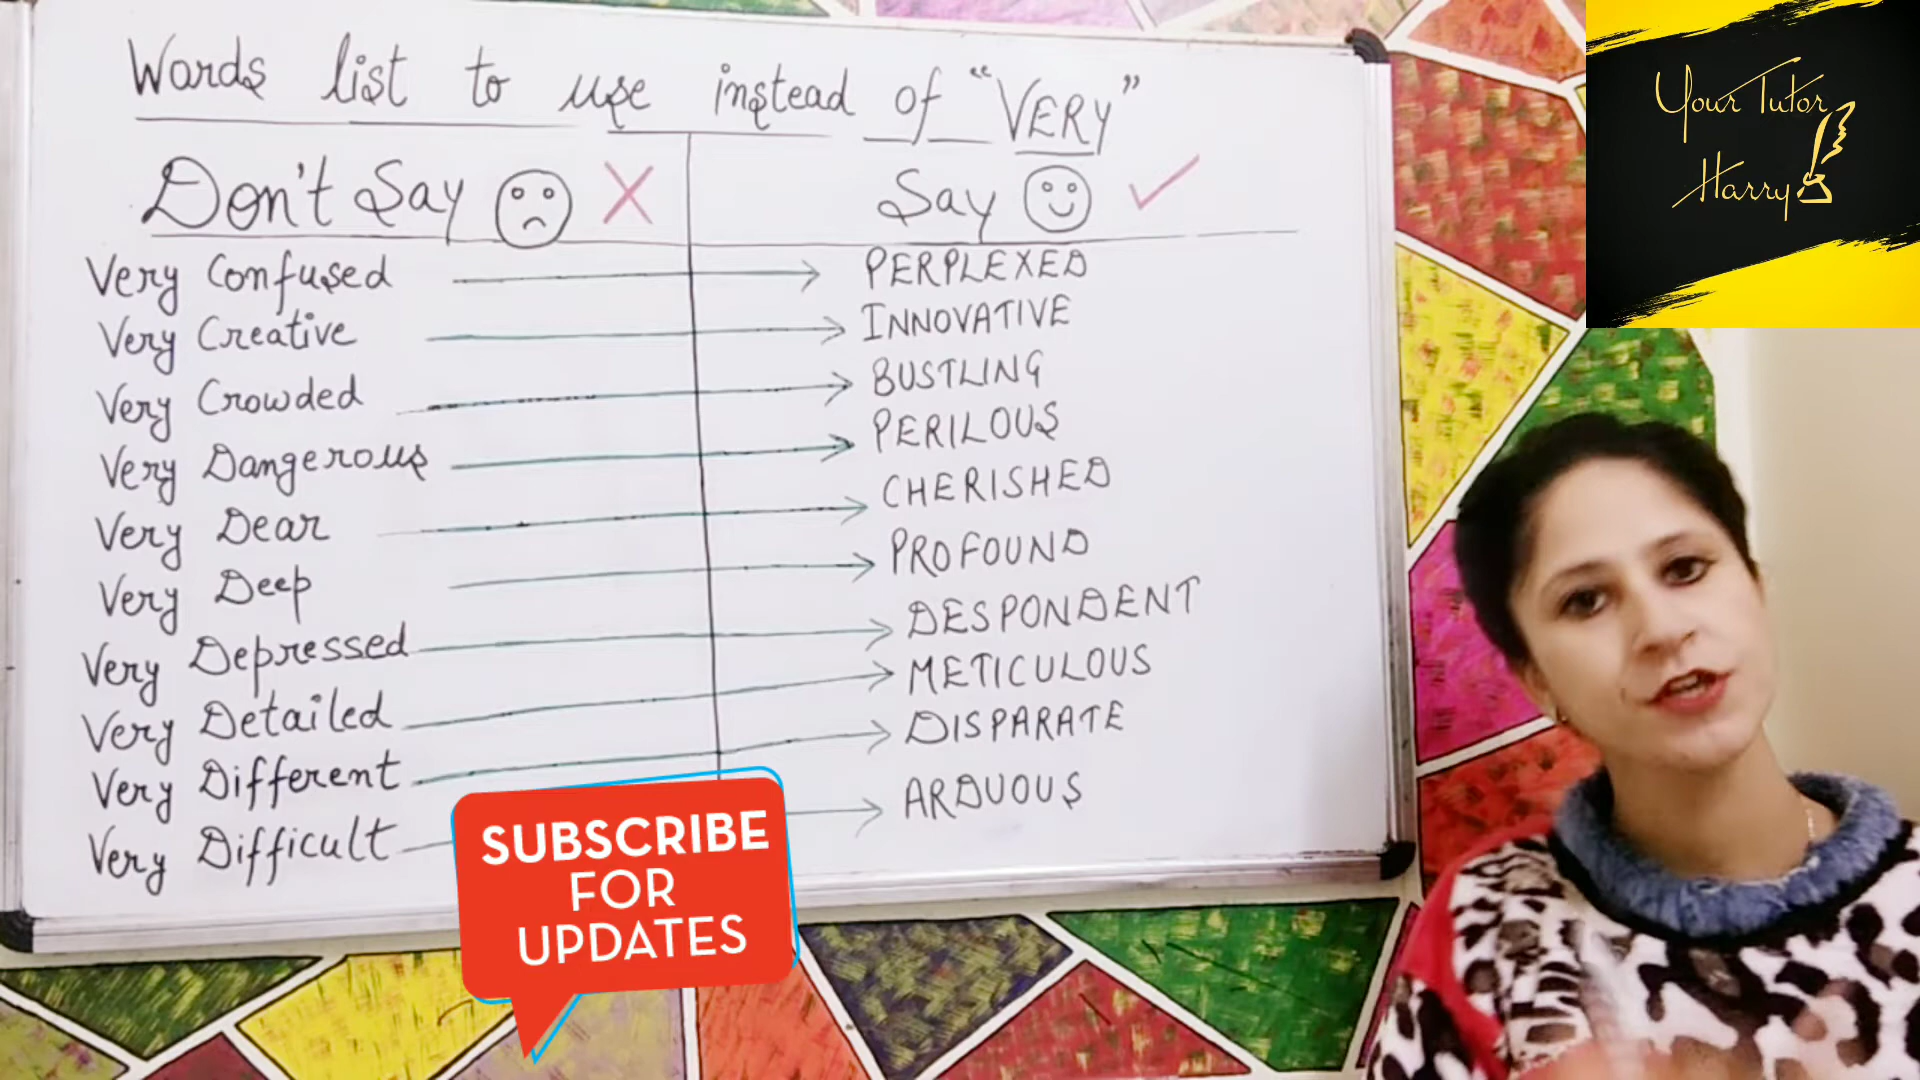 Words list to use instead of "VERY"
Don't Say Say
Very Confused PERPLEXED
Very Creative INNOVATIVE
Very Crowded BUSTLING
Very Dangerous PERILOUS
Very Dear CHERISHED
Very Deep PROFOUND
Very Depressed DESPONDENT
Very Detailed METICULOUS
Very Different DISPARATE
Very Difficult ARDUOUS
SUBSCRIBE
FOR
UPDATES
Your Tutor
Harry